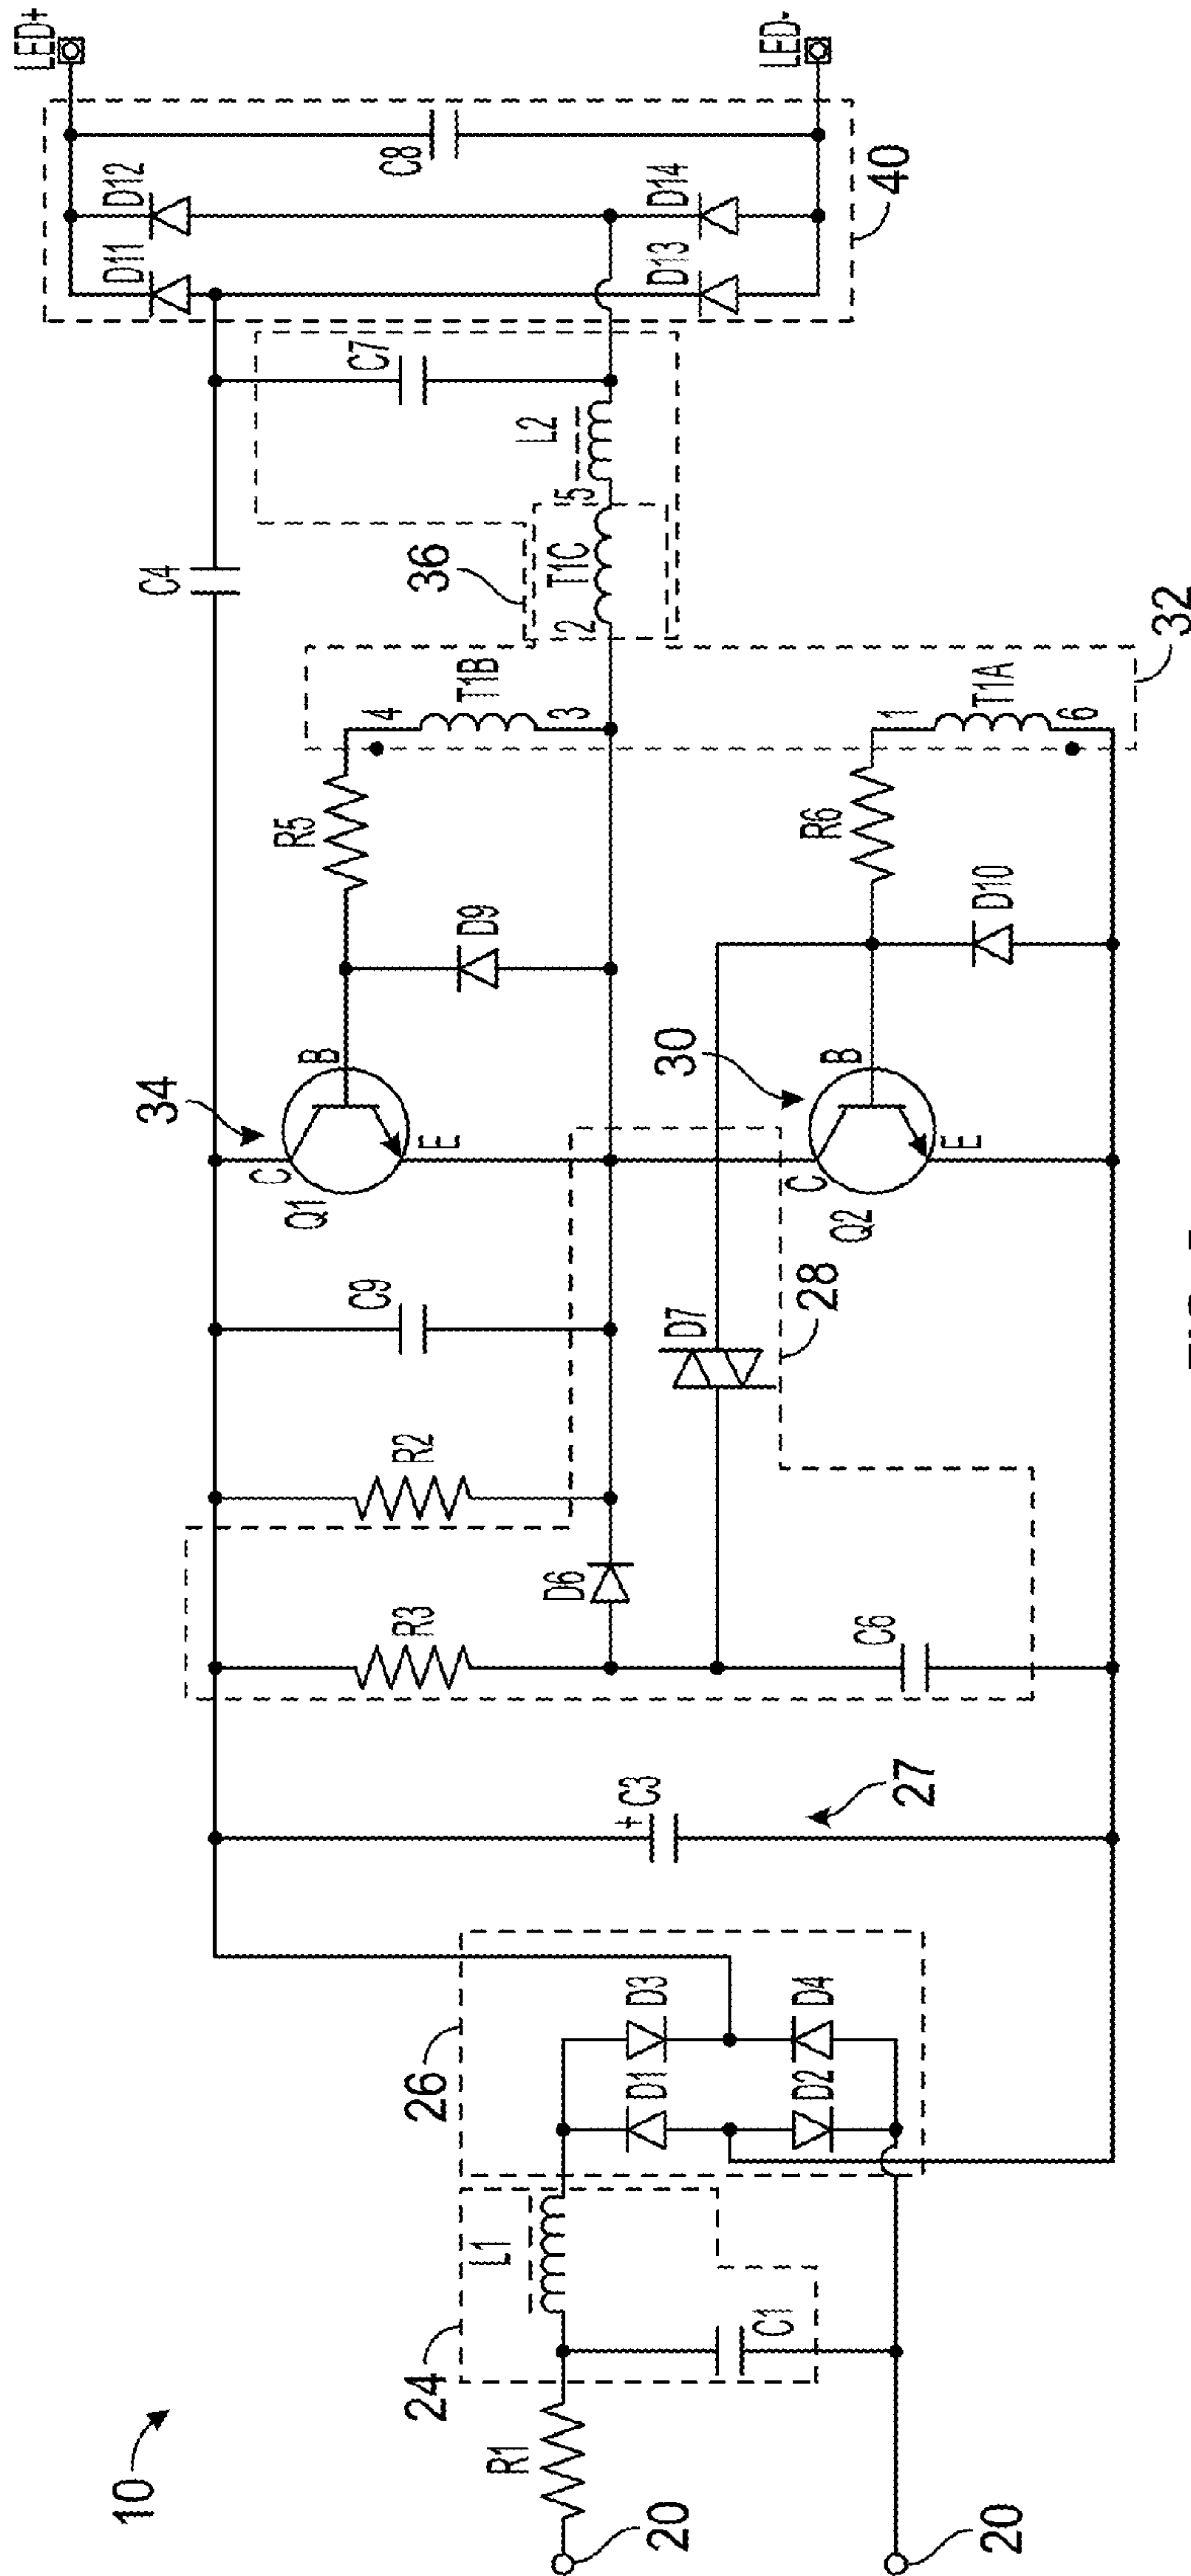 10
20
20
R1
24
L1
C1
26
D1
D3
D2
D4
C3
+
27
R3
R2
C9
D6
C6
D7
28
34
C
B
E
Q1
30
C
B
E
Q2
D9
R5
D10
R6
4
T1B
3
1
T1A
6
32
36
2
T1C
5
L2
C4
C7
D11
D12
D13
D14
C8
40
LED+
LED-